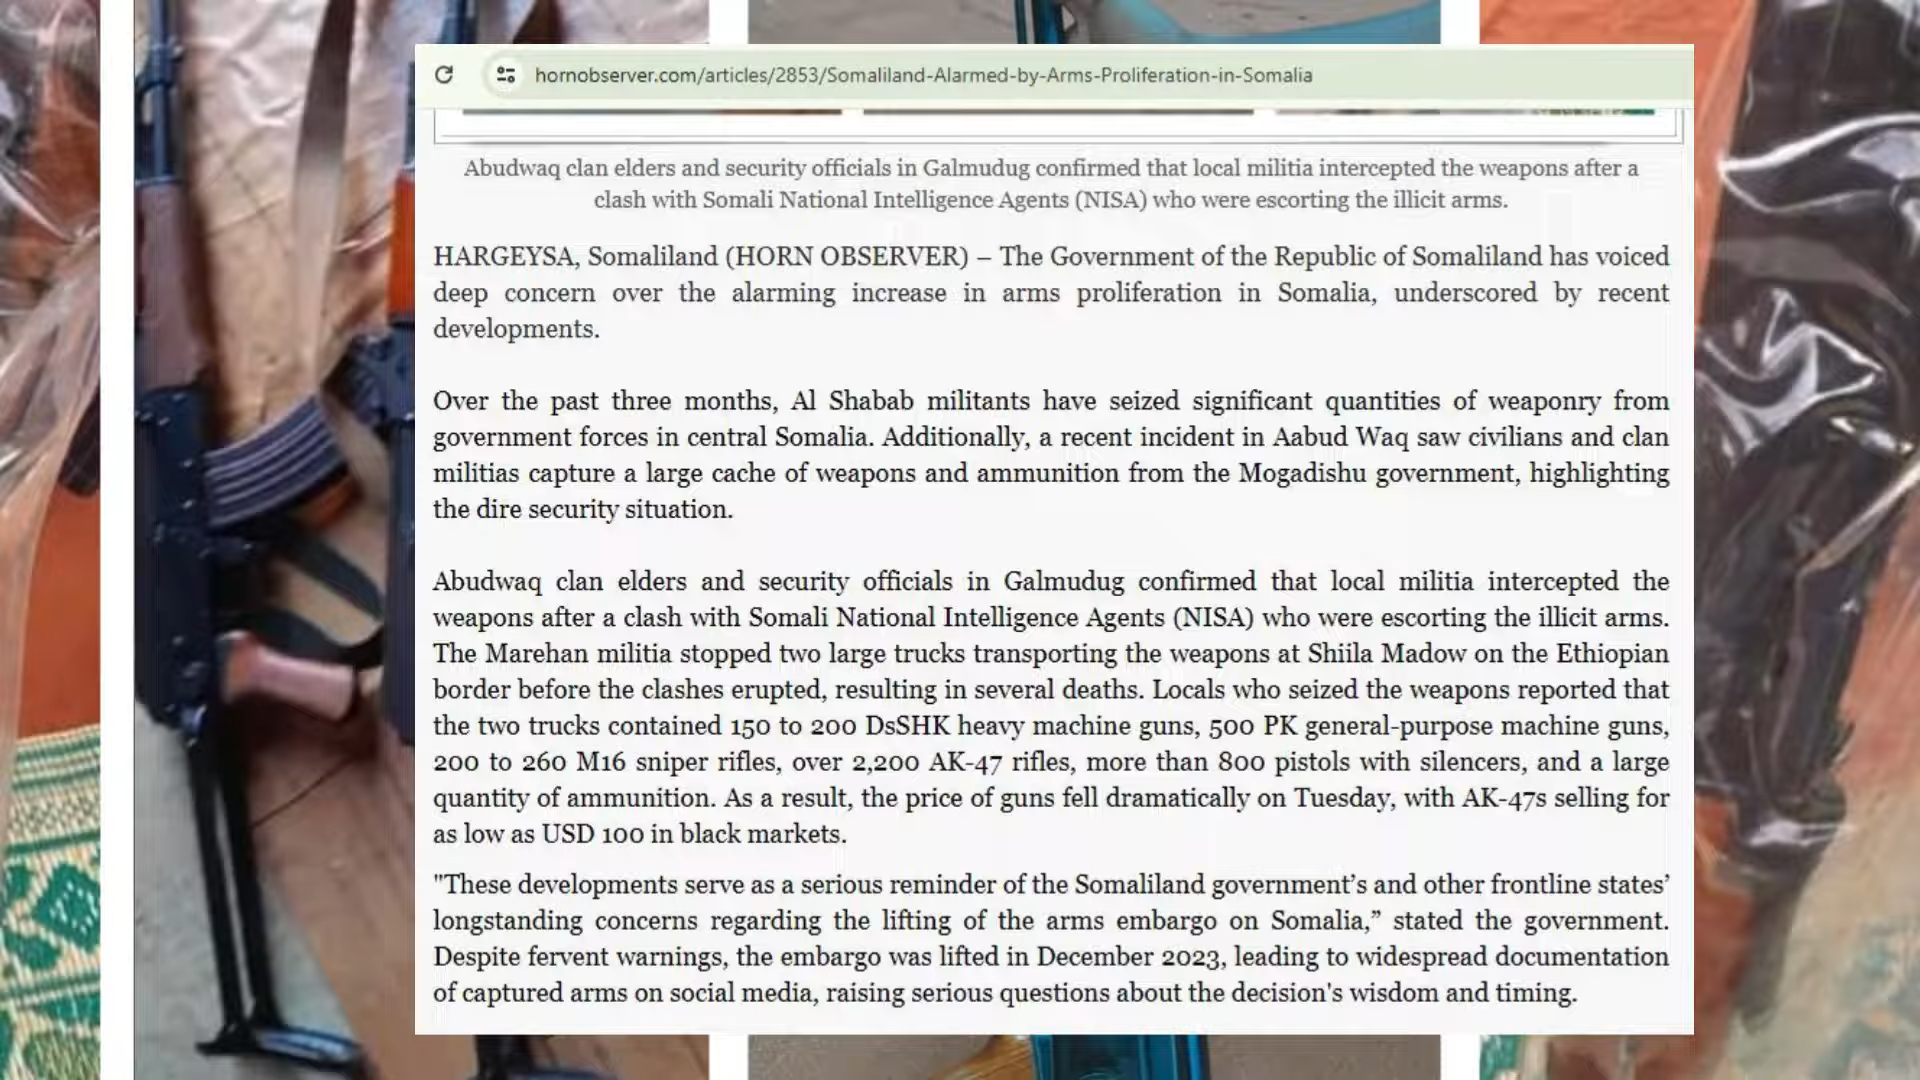 hornobserver.com/articles/2853/Somaliland-Alarmed-by-Arms-Proliferation-in-Somalia
Abudwaq clan elders and security officials in Galmudug confirmed that local militia intercepted the weapons after a
clash with Somali National Intelligence Agents (NISA) who were escorting the illicit arms.
HARGEYSA, Somaliland (HORN OBSERVER) – The Government of the Republic of Somaliland has voiced
deep concern over the alarming increase in arms proliferation in Somalia, underscored by recent
developments.
Over the past three months, Al Shabab militants have seized significant quantities of weaponry from
government forces in central Somalia. Additionally, a recent incident in Aabud Waq saw civilians and clan
militias capture a large cache of weapons and ammunition from the Mogadishu government, highlighting
the dire security situation.
Abudwaq clan elders and security officials in Galmudug confirmed that local militia intercepted the
weapons after a clash with Somali National Intelligence Agents (NISA) who were escorting the illicit arms.
The Marehan militia stopped two large trucks transporting the weapons at Shiila Madow on the Ethiopian
border before the clashes erupted, resulting in several deaths. Locals who seized the weapons reported that
the two trucks contained 150 to 200 DsSHK heavy machine guns, 500 PK general-purpose machine guns,
200 to 260 M16 sniper rifles, over 2,200 AK-47 rifles, more than 800 pistols with silencers, and a large
quantity of ammunition. As a result, the price of guns fell dramatically on Tuesday, with AK-47s selling for
as low as USD 100 in black markets.
"These developments serve as a serious reminder of the Somaliland government’s and other frontline states’
longstanding concerns regarding the lifting of the arms embargo on Somalia,” stated the government.
Despite fervent warnings, the embargo was lifted in December 2023, leading to widespread documentation
of captured arms on social media, raising serious questions about the decision's wisdom and timing.